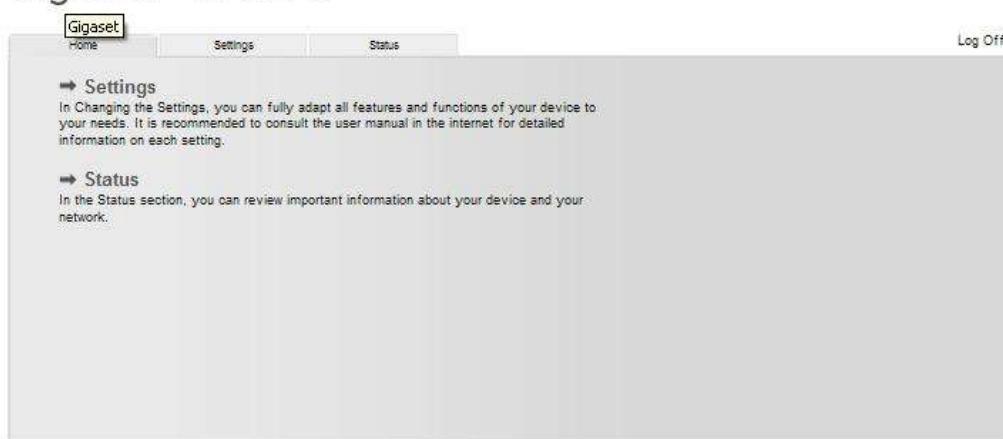 Gigaset
Home Settings Status Log Off
Settings
In Changing the Settings, you can fully adapt all features and functions of your device to
your needs. It is recommended to consult the user manual in the internet for detailed
information on each setting.
Status
In the Status section, you can review important information about your device and your
network.